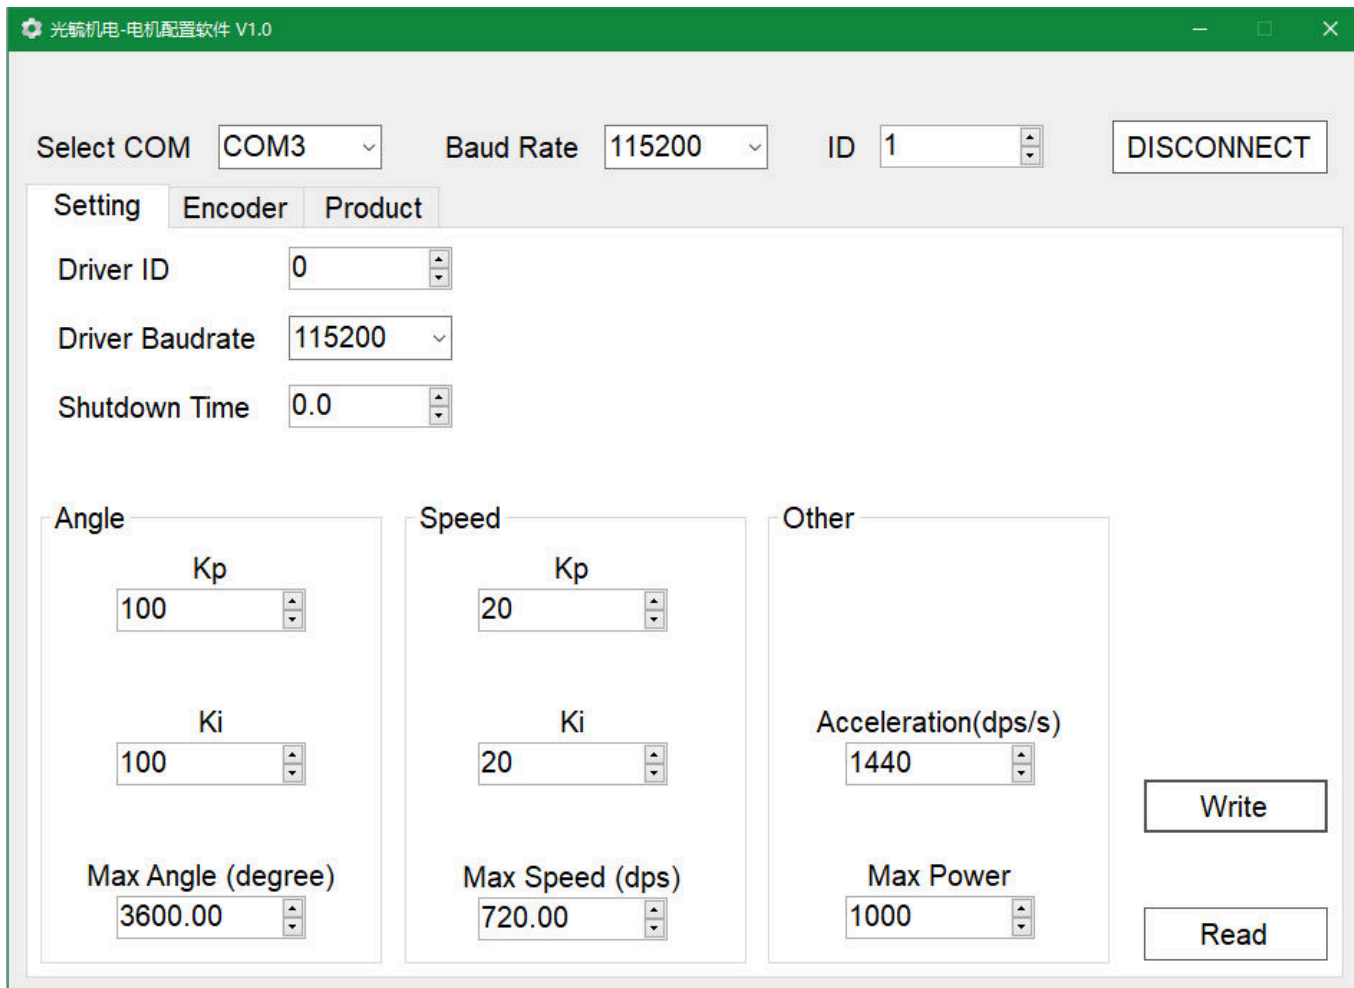 光毓机电-电机配置软件 V1.0
Select COM COM3 Baud Rate 115200 ID 1 DISCONNECT
Setting Encoder Product
Driver ID 0
Driver Baudrate 115200
Shutdown Time 0.0
Angle Speed Other
Kp Kp
100 20
Ki Ki Acceleration(dps/s)
100 20 1440
Write
Max Angle (degree) Max Speed (dps) Max Power
3600.00 720.00 1000
Read